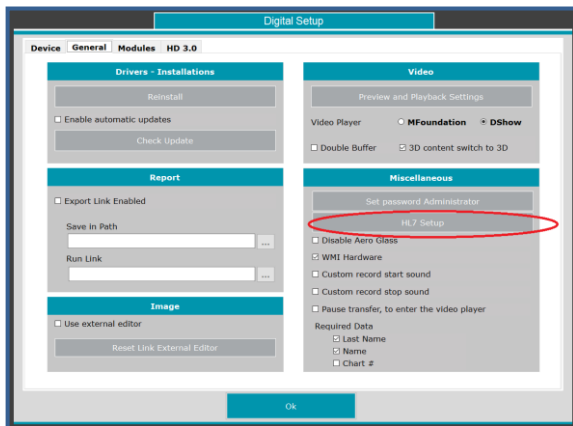 Digital Setup
Device General Modules HD 3.0
Drivers - Installations
Reinstall
Enable automatic updates
Check Update
Report
Export Link Enabled
Save in Path
...
Run Link
...
Image
Use external editor
Reset Link External Editor
Video
Preview and Playback Settings
Video Player MFoundation DShow
Double Buffer 3D content switch to 3D
Miscellaneous
Set password Administrator
HL7 Setup
Disable Aero Glass
WMI Hardware
Custom record start sound
Custom record stop sound
Pause transfer, to enter the video player
Required Data
Last Name
Name
Chart #
Ok